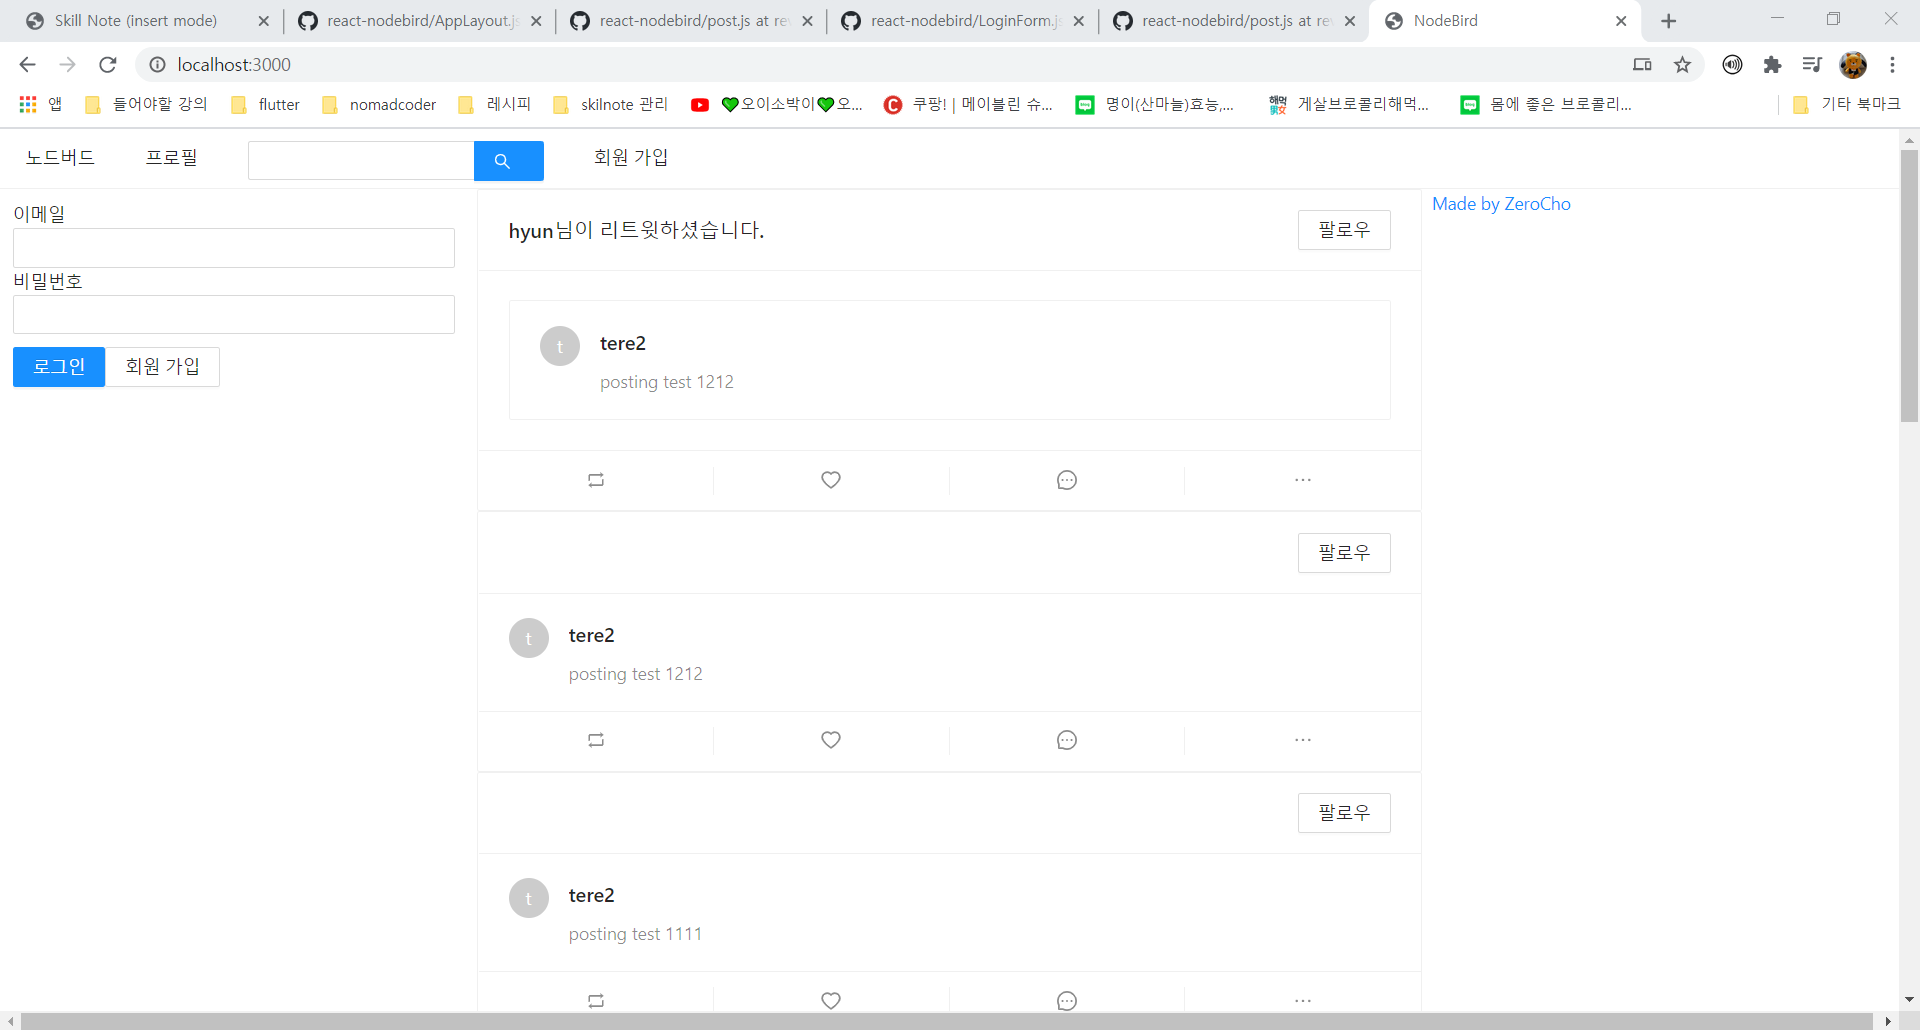 Skill Note (insert mode)
react-nodebird/AppLayout.js
react-nodebird/post.js at re
react-nodebird/LoginForm.js
react-nodebird/post.js at re
NodeBird
localhost:3000
앱 들어야할 강의 flutter nomadcoder 레시피 skilnote 관리 💚오이소박이💚오... 쿠팡! | 메이블린 슈... 명이(산마늘)효능,... 게살브로콜리해먹... 몸에 좋은 브로콜리... 기타 북마크
노드버드 프로필 회원 가입
이메일
비밀번호
로그인 회원 가입
hyun님이 리트윗하셨습니다. 팔로우
t tere2
posting test 1212
팔로우
t tere2
posting test 1212
팔로우
t tere2
posting test 1111
Made by ZeroCho